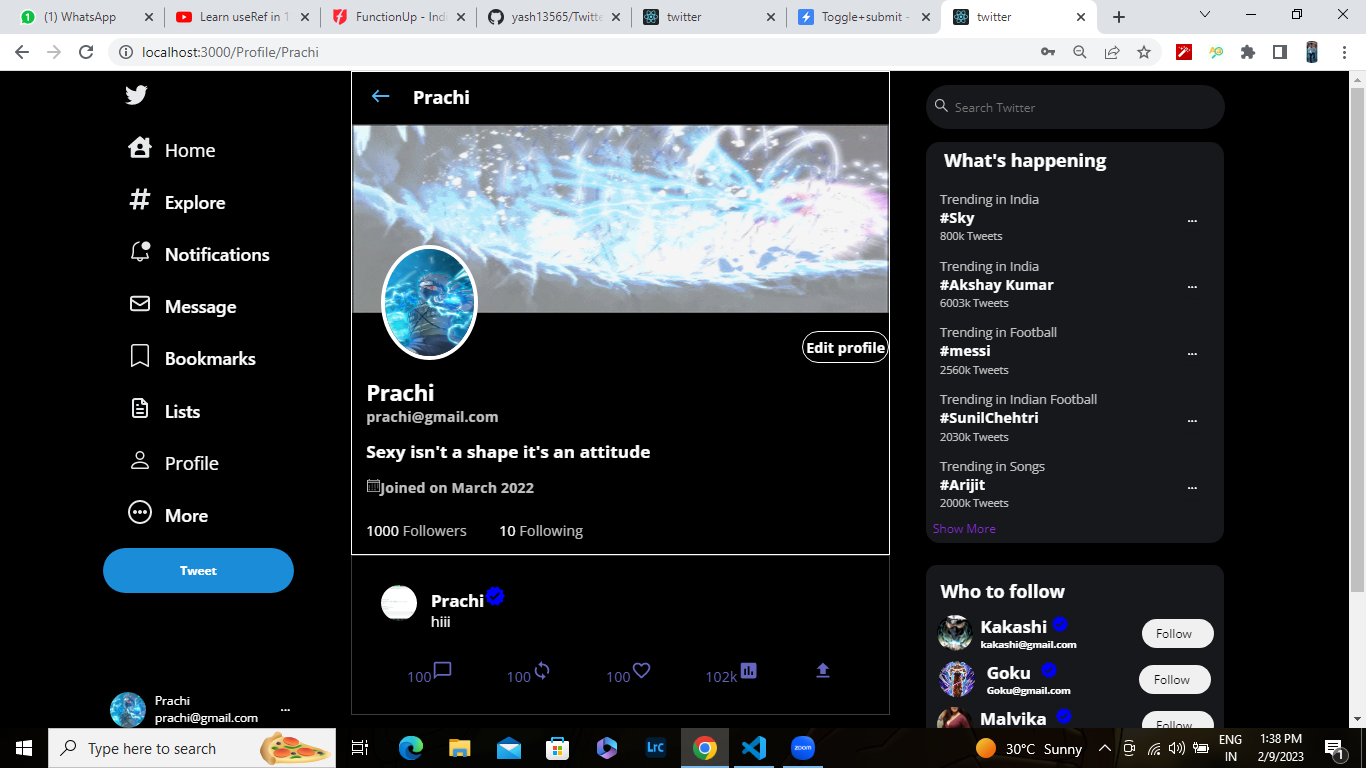 (1) WhatsApp
Learn useRef in 1
FunctionUp - Indi
yash13565/Twitte
twitter
Toggle+submit -
twitter
localhost:3000/Profile/Prachi
Prachi
Home
Explore
Notifications
Message
Bookmarks
Lists
Profile
More
Tweet
Prachi
prachi@gmail.com
...
Edit profile
Prachi
prachi@gmail.com
Sexy isn't a shape it's an attitude
Joined on March 2022
1000 Followers 10 Following
Prachi
hiii
100 100 100 102k
Search Twitter
What's happening
Trending in India
#Sky ...
800k Tweets
Trending in India
#Akshay Kumar ...
6003k Tweets
Trending in Football
#messi ...
2560k Tweets
Trending in Indian Football
#SunilChehtri ...
2030k Tweets
Trending in Songs
#Arijit ...
2000k Tweets
Show More
Who to follow
Kakashi Follow
kakashi@gmail.com
Goku Follow
Goku@gmail.com
Malvika Follow
Type here to search
Lrc
zoom
30°C Sunny
ENG
IN
1:38 PM
2/9/2023
1